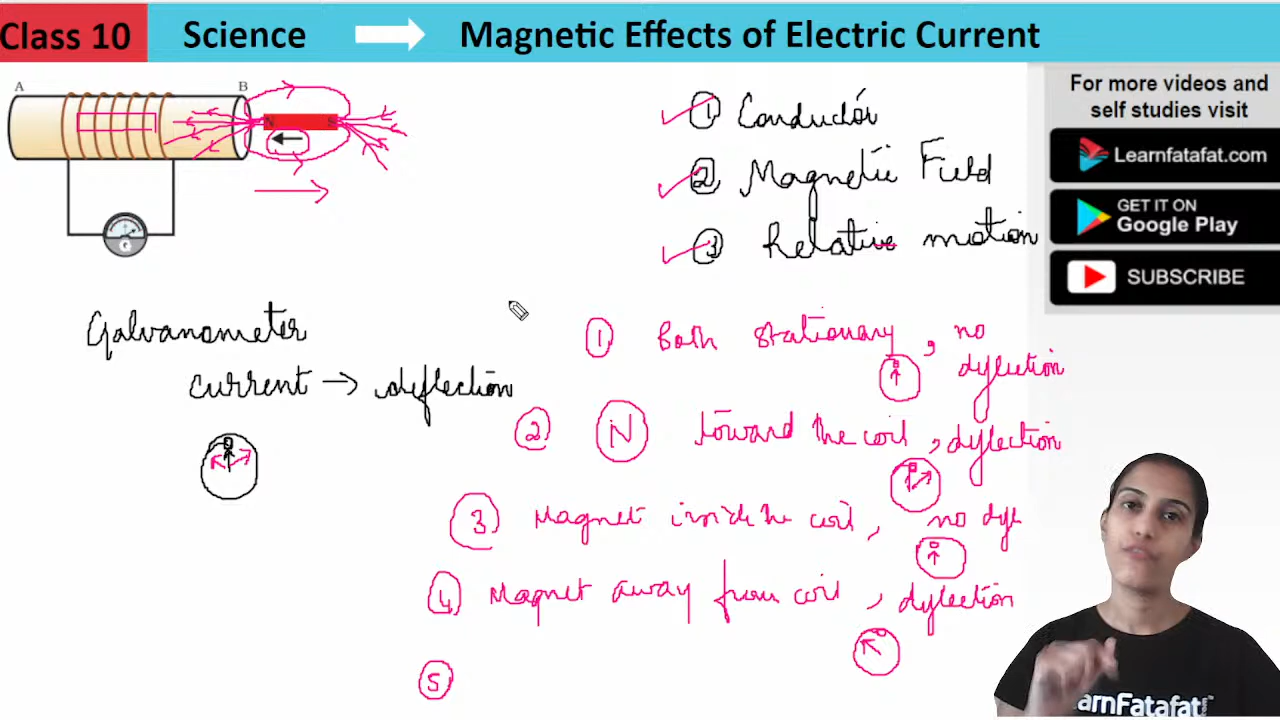 Class 10 Science Magnetic Effects of Electric Current
A B
N S
G
① Conductor
② Magnetic Field
③ Relative motion
For more videos and
self studies visit
Learnfatafat.com
GET IT ON
Google Play
SUBSCRIBE
Galvanometer
current → deflection
① Both stationary, no
deflection
② N toward the coil, deflection
③ Magnet inside the coil, no defl
④ Magnet away from coil, deflection
⑤
LearnFatafat!